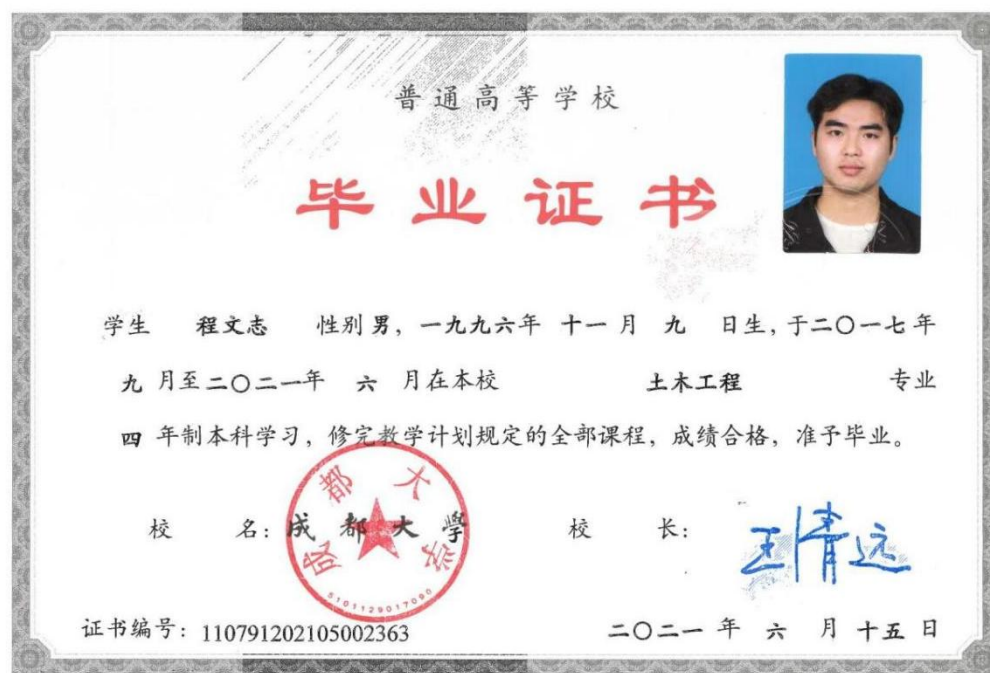 普通高等学校
毕业证书
学生 程文志 性别 男，一九九六年 十一 月 九 日生，于二〇一七年
九 月至二〇二一年 六 月在本校 土木工程 专业
四 年制本科学习，修完教学计划规定的全部课程，成绩合格，准予毕业。
校 名：成都大学 校 长：王清远
成都大学
5101129017090
证书编号：110791202105002363 二〇二一 年 六 月 十五 日